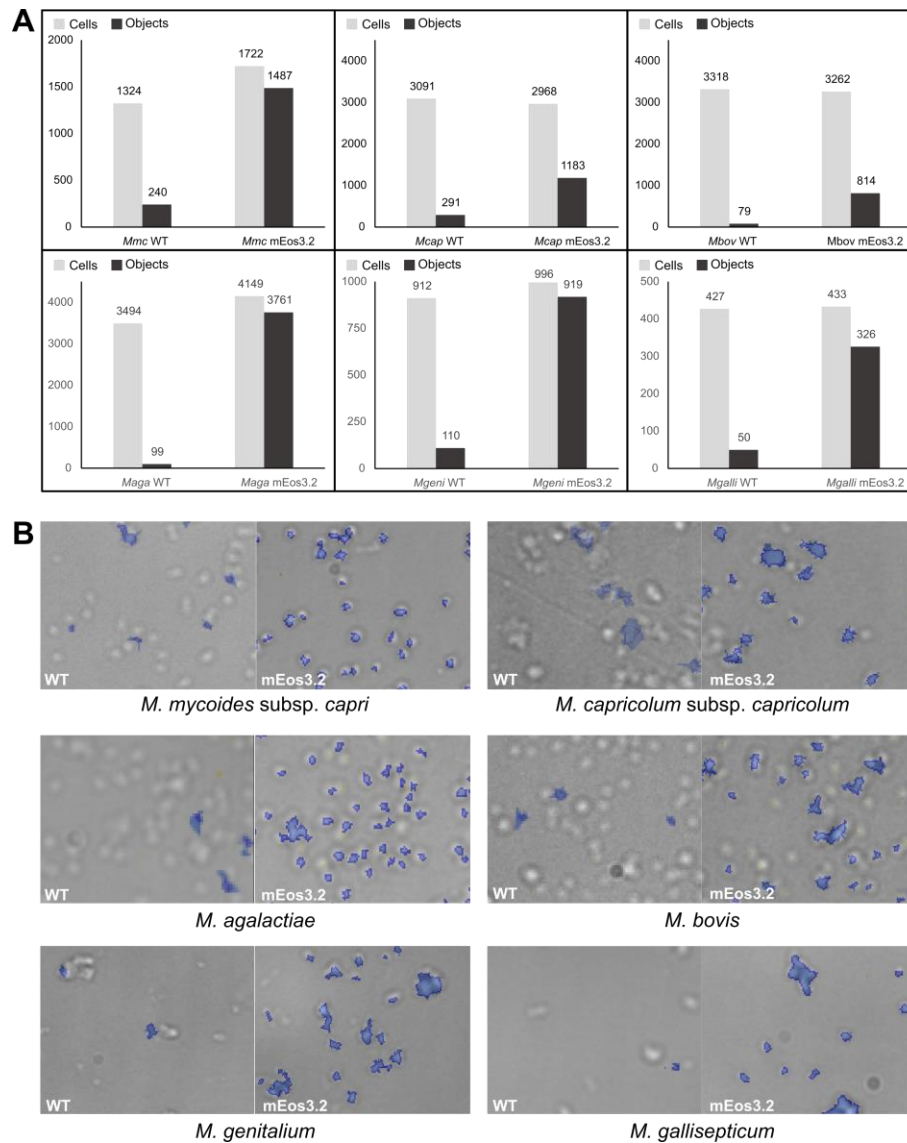 A
Cells Objects
2000
1500
1000
500
0
1324
240
1722
1487
Mmc WT Mmc mEos3.2
Cells Objects
4000
3000
2000
1000
0
3091
291
2968
1183
Mcap WT Mcap mEos3.2
Cells Objects
4000
3000
2000
1000
0
3318
79
3262
814
Mbov WT Mbov mEos3.2
Cells Objects
4000
3000
2000
1000
0
3494
99
4149
3761
Maga WT Maga mEos3.2
Cells Objects
1000
750
500
250
0
912
110
996
919
Mgeni WT Mgeni mEos3.2
Cells Objects
500
400
300
200
100
0
427
50
433
326
Mgalli WT Mgalli mEos3.2
B
WT mEos3.2
M. mycoides subsp. capri
WT mEos3.2
M. capricolum subsp. capricolum
WT mEos3.2
M. agalactiae
WT mEos3.2
M. bovis
WT mEos3.2
M. genitalium
WT mEos3.2
M. gallisepticum